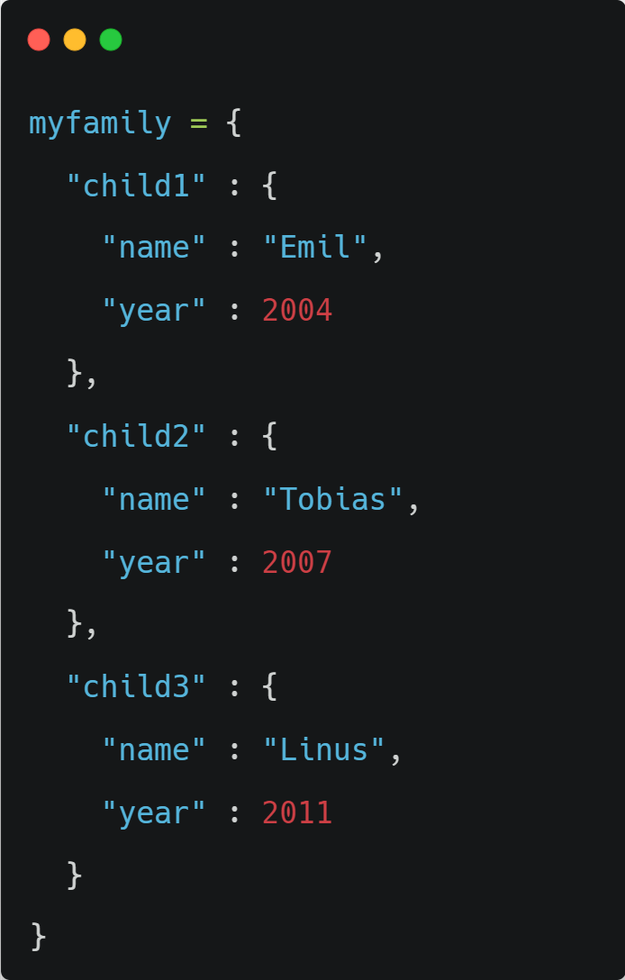 myfamily = {
  "child1" : {
    "name" : "Emil",
    "year" : 2004
  },
  "child2" : {
    "name" : "Tobias",
    "year" : 2007
  },
  "child3" : {
    "name" : "Linus",
    "year" : 2011
  }
}